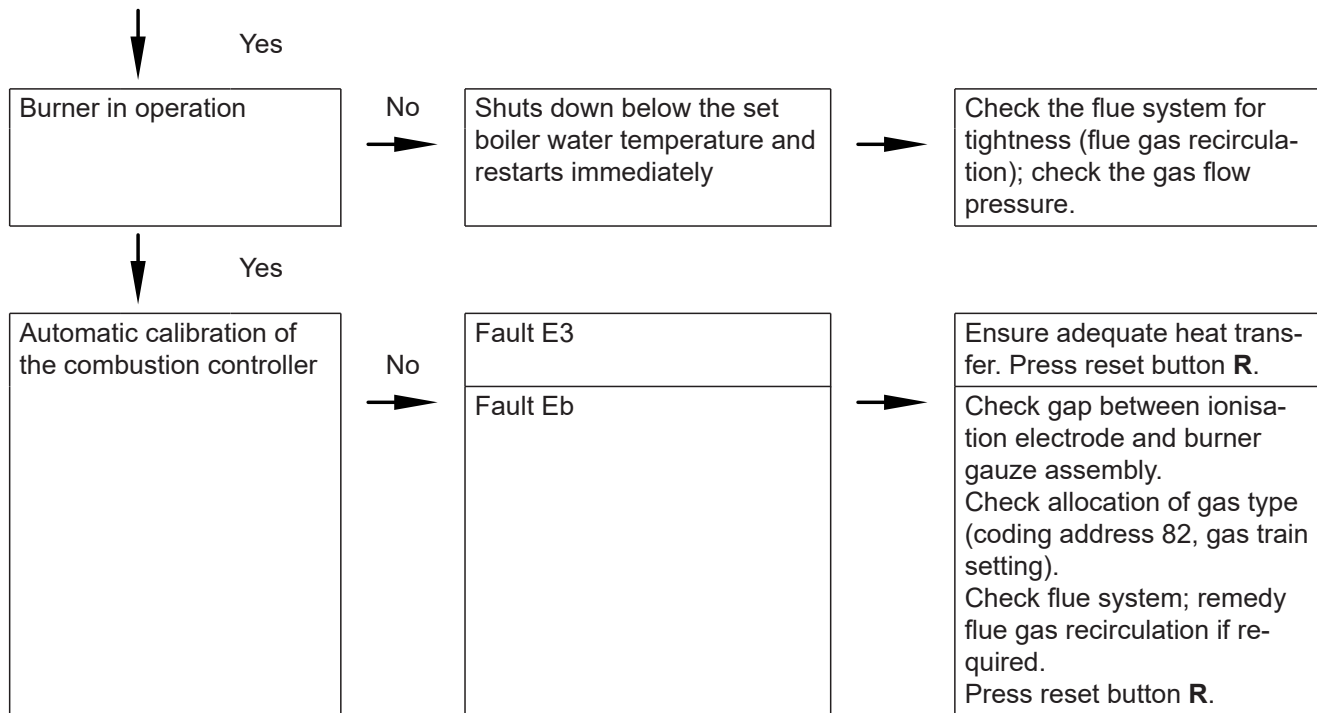 Yes
Burner in operation
No
Shuts down below the set
boiler water temperature and
restarts immediately
Check the flue system for
tightness (flue gas recircula-
tion); check the gas flow
pressure.
Yes
Automatic calibration of
the combustion controller
No
Fault E3
Ensure adequate heat trans-
fer. Press reset button R.
Fault Eb
Check gap between ionisa-
tion electrode and burner
gauze assembly.
Check allocation of gas type
(coding address 82, gas train
setting).
Check flue system; remedy
flue gas recirculation if re-
quired.
Press reset button R.